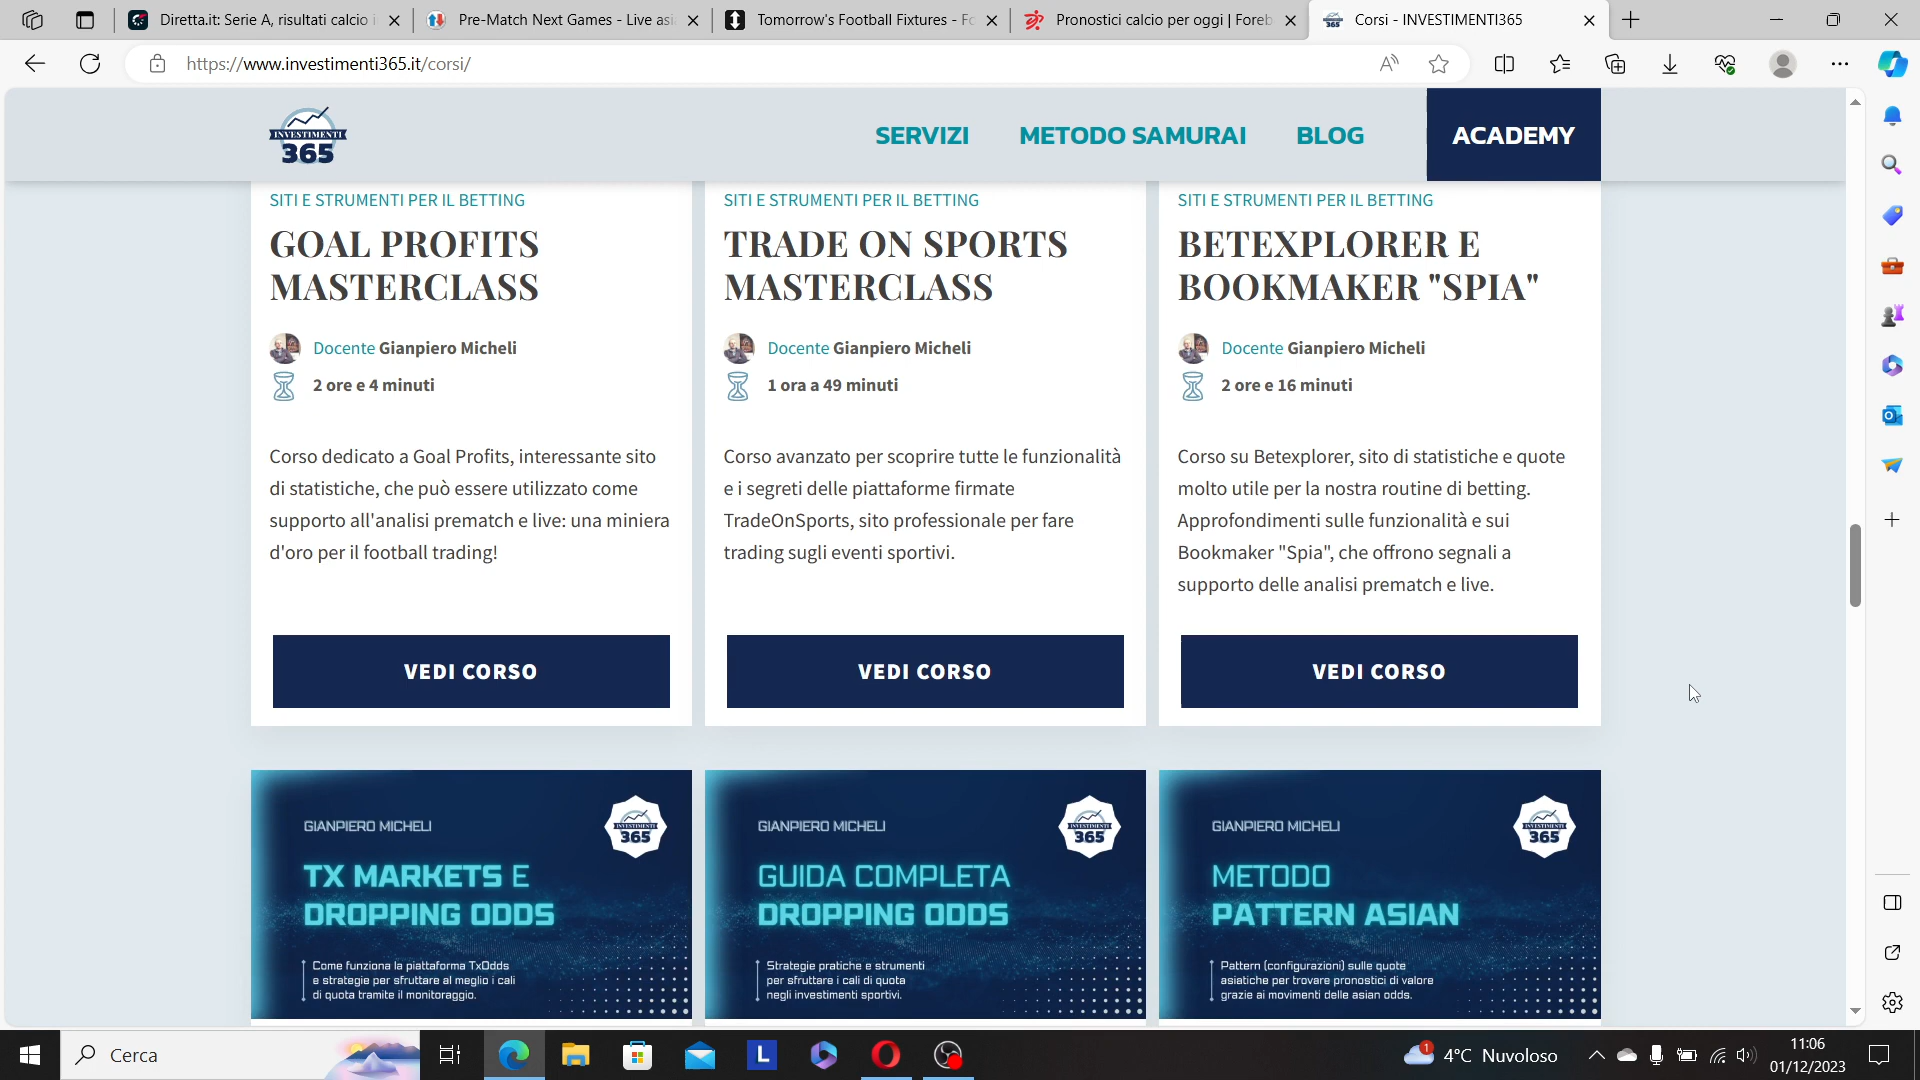 Diretta.it: Serie A, risultati calcio i
Pre-Match Next Games - Live asi
Tomorrow's Football Fixtures - Fo
Pronostici calcio per oggi | Foreb
Corsi - INVESTIMENTI365
https://www.investimenti365.it/corsi/
INVESTIMENTI
365
SERVIZI
METODO SAMURAI
BLOG
ACADEMY
SITI E STRUMENTI PER IL BETTING
GOAL PROFITS
MASTERCLASS
Docente Gianpiero Micheli
2 ore e 4 minuti
Corso dedicato a Goal Profits, interessante sito
di statistiche, che può essere utilizzato come
supporto all'analisi prematch e live: una miniera
d'oro per il football trading!
VEDI CORSO
SITI E STRUMENTI PER IL BETTING
TRADE ON SPORTS
MASTERCLASS
Docente Gianpiero Micheli
1 ora a 49 minuti
Corso avanzato per scoprire tutte le funzionalità
e i segreti delle piattaforme firmate
TradeOnSports, sito professionale per fare
trading sugli eventi sportivi.
VEDI CORSO
SITI E STRUMENTI PER IL BETTING
BETEXPLORER E
BOOKMAKER "SPIA"
Docente Gianpiero Micheli
2 ore e 16 minuti
Corso su Betexplorer, sito di statistiche e quote
molto utile per la nostra routine di betting.
Approfondimenti sulle funzionalità e sui
Bookmaker "Spia", che offrono segnali a
supporto delle analisi prematch e live.
VEDI CORSO
GIANPIERO MICHELI
INVESTIMENTI
365
TX MARKETS E
DROPPING ODDS
Come funziona la piattaforma TxOdds
e strategie per sfruttare al meglio i cali
di quota tramite il monitoraggio.
GIANPIERO MICHELI
INVESTIMENTI
365
GUIDA COMPLETA
DROPPING ODDS
Strategie pratiche e strumenti
per sfruttare i cali di quota
negli investimenti sportivi.
GIANPIERO MICHELI
INVESTIMENTI
365
METODO
PATTERN ASIAN
Pattern (configurazioni) sulle quote
asiatiche per trovare pronostici di valore
grazie ai movimenti delle asian odds.
Cerca
L
1
4°C Nuvoloso
11:06
01/12/2023